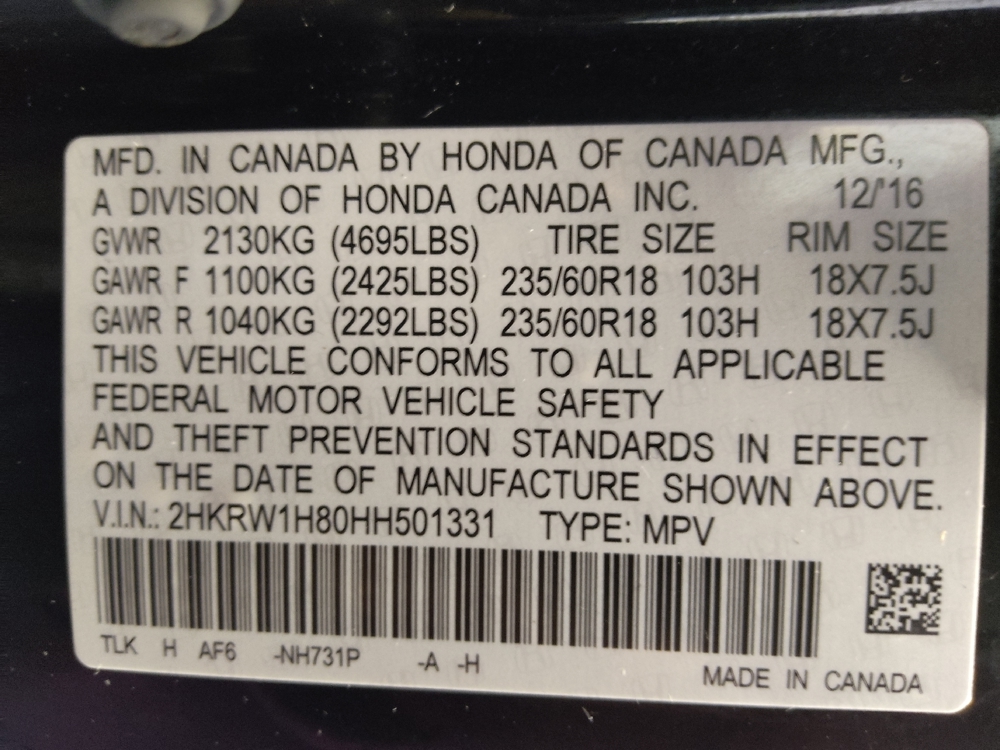 MFD. IN CANADA BY HONDA OF CANADA MFG.,
A DIVISION OF HONDA CANADA INC. 12/'16
GVWR 2130KG (4695LBS) TIRE SIZE RIM SIZE
GAWR F 1100KG (2425LBS) 235/60R18 103H 18X7.5J
GAWR R 1040KG (2292LBS) 235/60R18 103H 18X7.5J
THIS VEHICLE CONFORMS TO ALL APPLICABLE
FEDERAL MOTOR VEHICLE SAFETY
AND THEFT PREVENTION STANDARDS IN EFFECT
ON THE DATE OF MANUFACTURE SHOWN ABOVE.
V.I.N.: 2HKRW1H80HH501331 TYPE: MPV
TLK H AF6 -NH731P -A -H
MADE IN CANADA